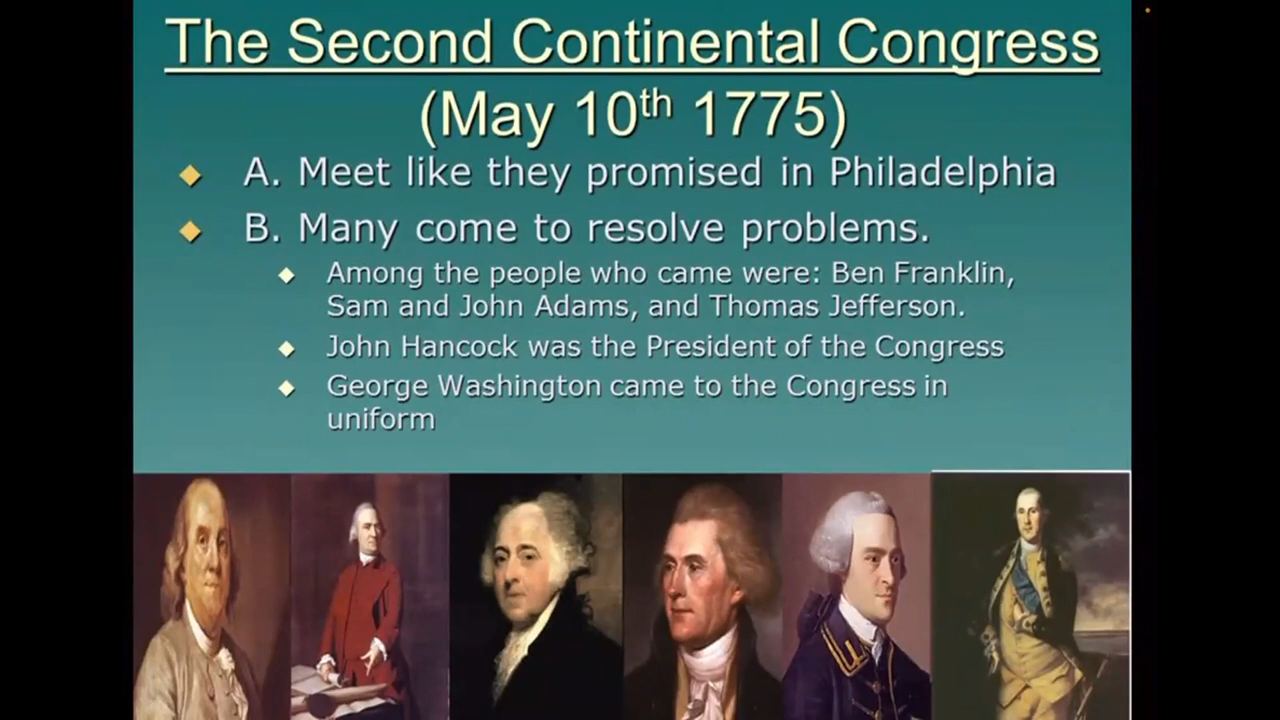 The Second Continental Congress
(May 10th 1775)
A. Meet like they promised in Philadelphia
B. Many come to resolve problems.
Among the people who came were: Ben Franklin,
Sam and John Adams, and Thomas Jefferson.
John Hancock was the President of the Congress
George Washington came to the Congress in
uniform